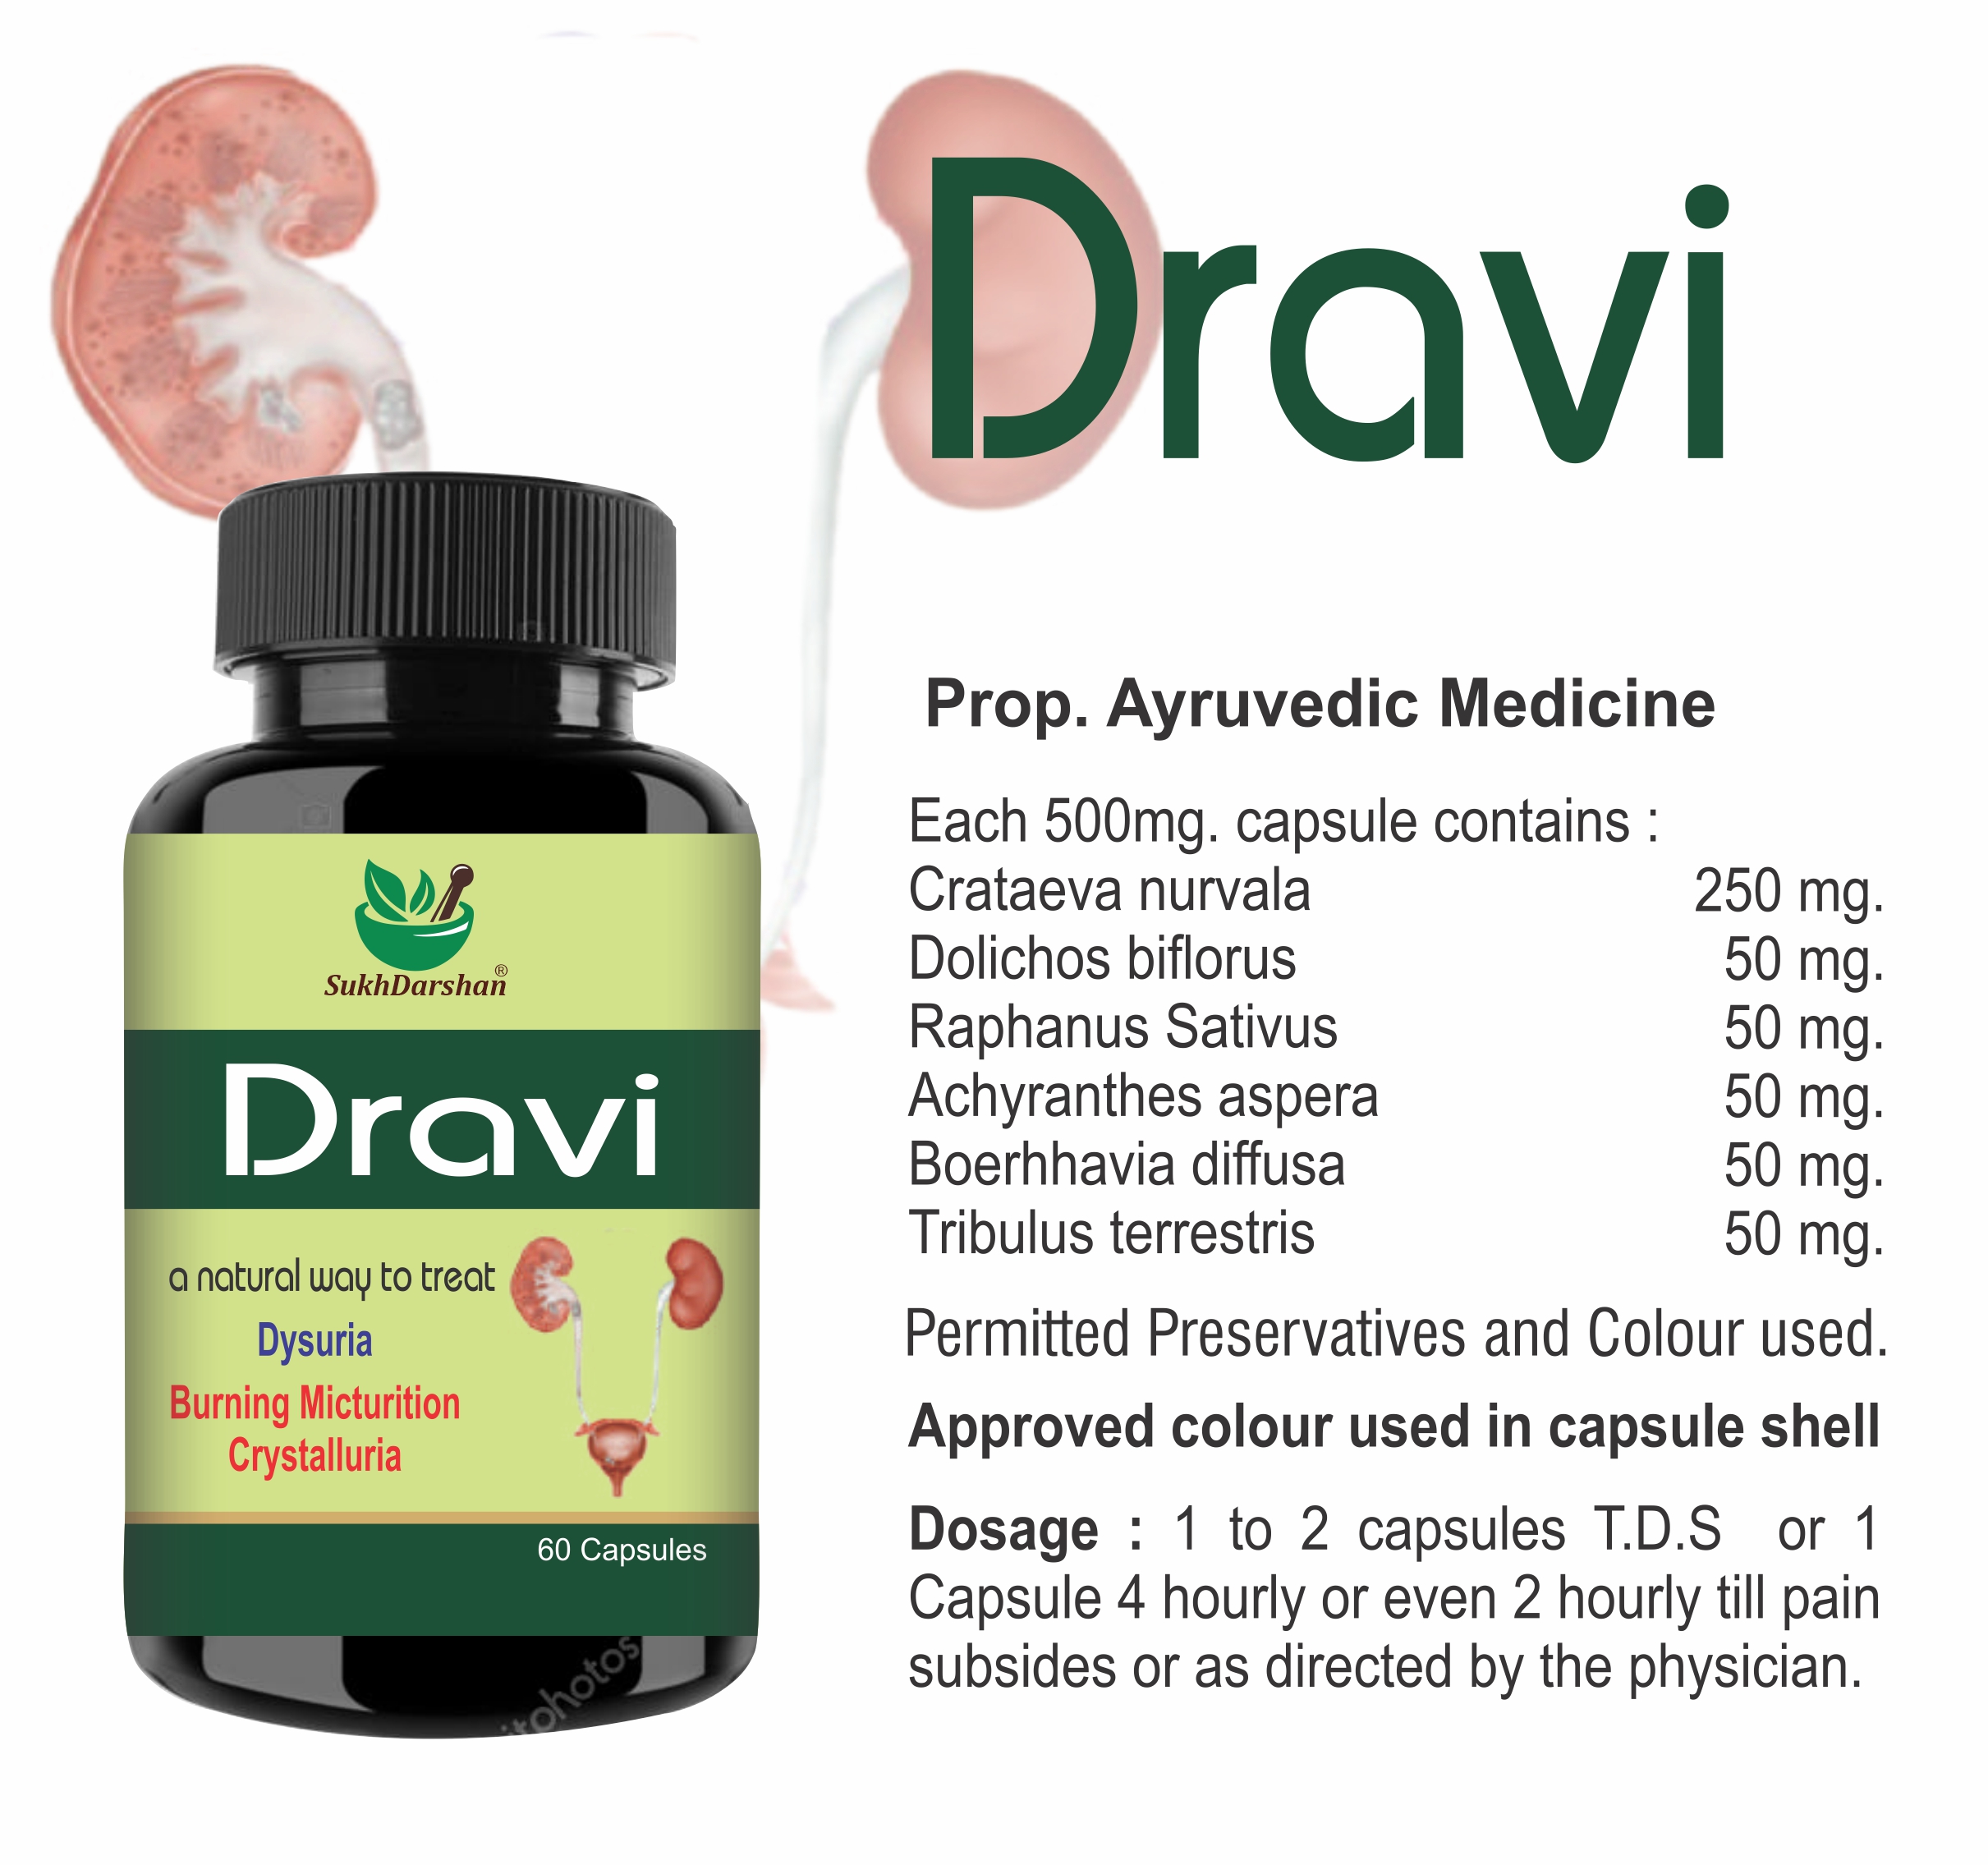 Dravi
Prop. Ayruvedic Medicine
Each 500mg. capsule contains :
Crataeva nurvala 250 mg.
Dolichos biflorus 50 mg.
Raphanus Sativus 50 mg.
Achyranthes aspera 50 mg.
Boerhhavia diffusa 50 mg.
Tribulus terrestris 50 mg.
Permitted Preservatives and Colour used.
Approved colour used in capsule shell
Dosage : 1 to 2 capsules T.D.S or 1
Capsule 4 hourly or even 2 hourly till pain
subsides or as directed by the physician.
SukhDarshan®
Dravi
a natural way to treat
Dysuria
Burning Micturition
Crystalluria
60 Capsules